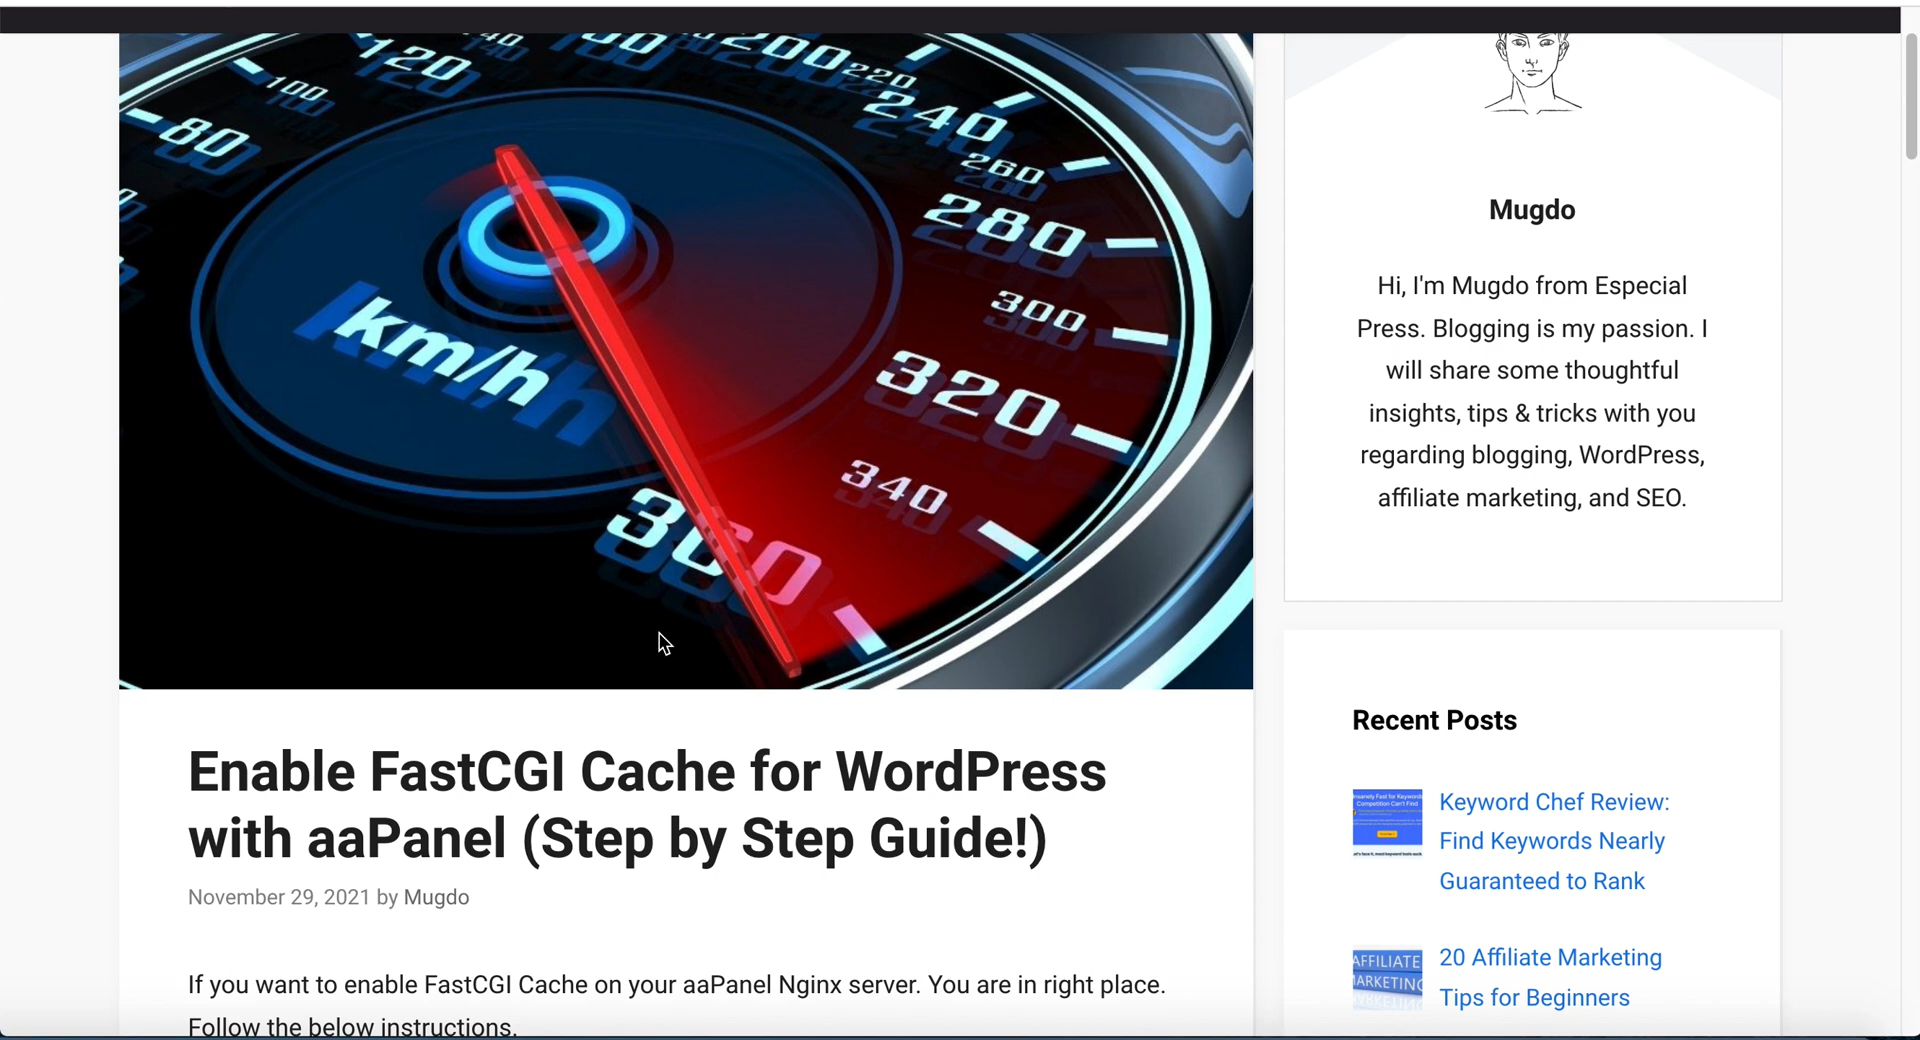 120
140
180
200
220
100
240
80
260
280
300
km/h
320
340
360
Mugdo
Hi, I'm Mugdo from Especial
Press. Blogging is my passion. I
will share some thoughtful
insights, tips & tricks with you
regarding blogging, WordPress,
affiliate marketing, and SEO.
Enable FastCGI Cache for WordPress
with aaPanel (Step by Step Guide!)
November 29, 2021 by Mugdo
If you want to enable FastCGI Cache on your aaPanel Nginx server. You are in right place.
Follow the below instructions.
Recent Posts
Keyword Chef Review:
Find Keywords Nearly
Guaranteed to Rank
AFFILIATE
MARKETING
20 Affiliate Marketing
Tips for Beginners